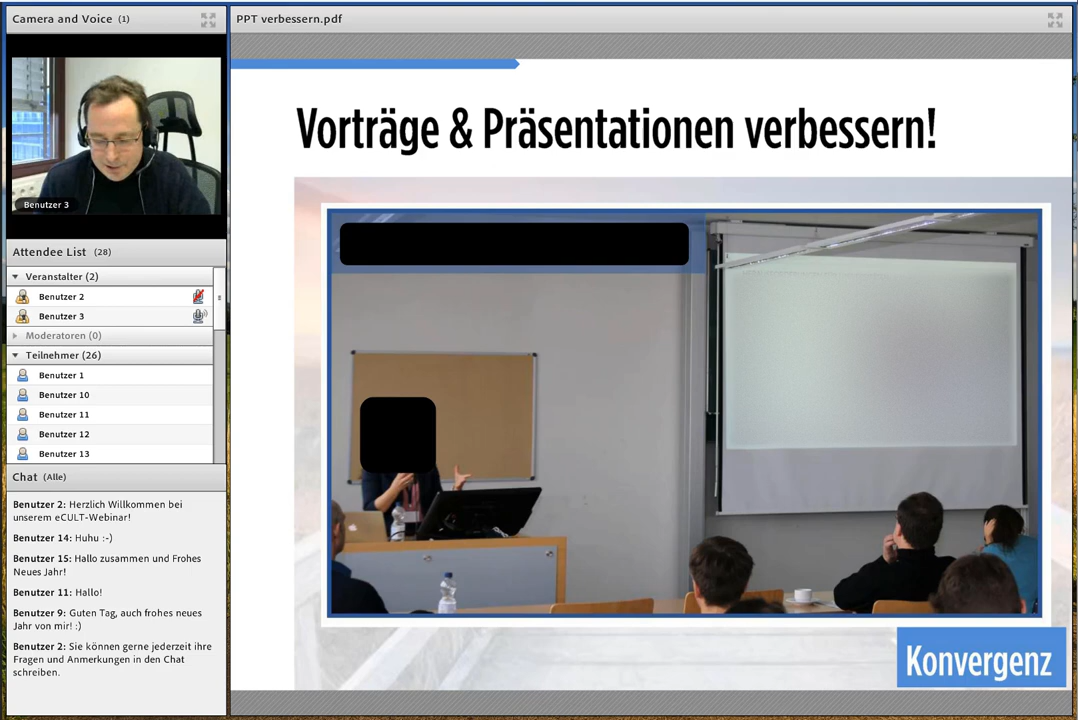 Camera and Voice (1)
Benutzer 3
Attendee List (28)
Veranstalter (2)
Benutzer 2
Benutzer 3
Moderatoren (0)
Teilnehmer (26)
Benutzer 1
Benutzer 10
Benutzer 11
Benutzer 12
Benutzer 13
Chat (Alle)
Benutzer 2: Herzlich Willkommen bei
unserem eCULT-Webinar!
Benutzer 14: Huhu :-)
Benutzer 15: Hallo zusammen und Frohes
Neues Jahr!
Benutzer 11: Hallo!
Benutzer 9: Guten Tag, auch frohes neues
Jahr von mir! :)
Benutzer 2: Sie können gerne jederzeit ihre
Fragen und Anmerkungen in den Chat
schreiben.
PPT verbessern.pdf
Vorträge & Präsentationen verbessern!
Konvergenz